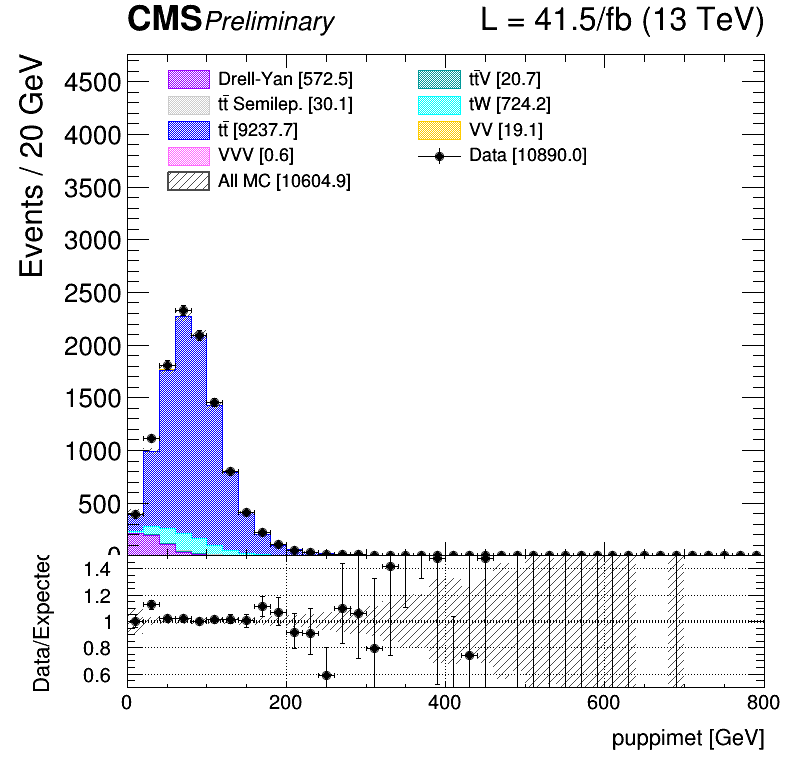 CMS Preliminary L = 41.5/fb (13 TeV)
Events / 20 GeV
4500
4000
3500
3000
2500
2000
1500
1000
500
0
Drell-Yan [572.5]
tt̄ Semilep. [30.1]
tt̄ [9237.7]
VVV [0.6]
All MC [10604.9]
tt̄V [20.7]
tW [724.2]
VV [19.1]
Data [10890.0]
Data/Expected
1.4
1.2
1
0.8
0.6
0 200 400 600 800
puppimet [GeV]